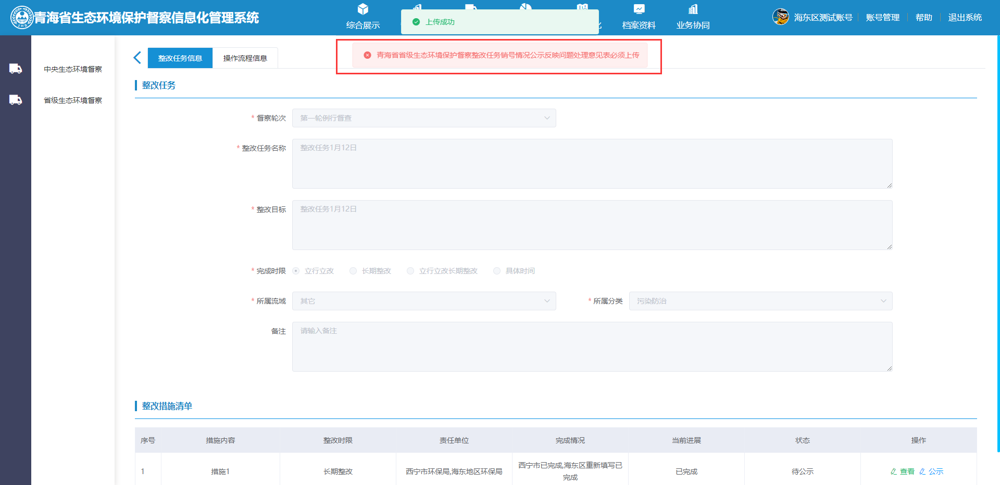 青海省生态环境保护督察信息化管理系统
综合展示
档案资料
业务协同
海东区测试账号
账号管理
帮助
退出系统
上传成功
中央生态环境督察
省级生态环境督察
整改任务信息
操作流程信息
青海省省级生态环境保护督察整改任务销号情况公示反映问题处理意见表必须上传
整改任务
* 督察轮次
第一轮例行督查
* 整改任务名称
整改任务1月12日
* 整改目标
整改任务1月12日
* 完成时限
立行立改
长期整改
立行立改长期整改
具体时间
* 所属流域
其它
* 所属分类
污染防治
备注
请输入备注
整改措施清单
序号
措施内容
整改时限
责任单位
完成情况
当前进展
状态
操作
1
措施1
长期整改
西宁市环保局,海东地区环保局
西宁市已完成,海东区重新填写已
完成
已完成
待公示
查看
公示